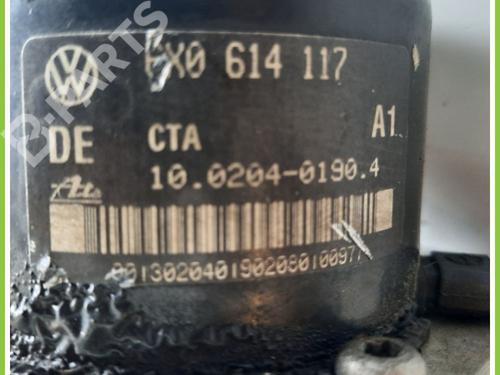 6X0 614 117
DE CTA A1
10.0204-0190.4
B-PARTS